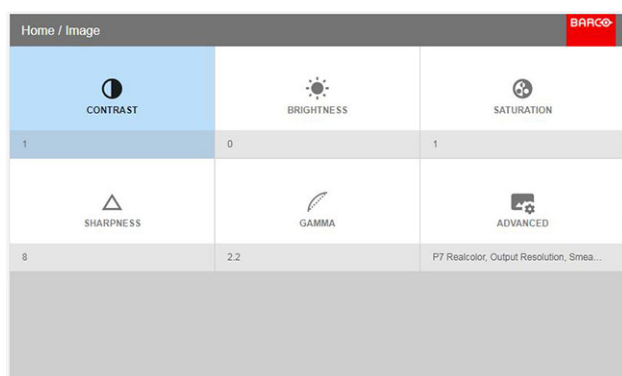 Home / Image
BARCO
CONTRAST
BRIGHTNESS
SATURATION
1
0
1
SHARPNESS
GAMMA
ADVANCED
8
2.2
P7 Realcolor, Output Resolution, Smea...